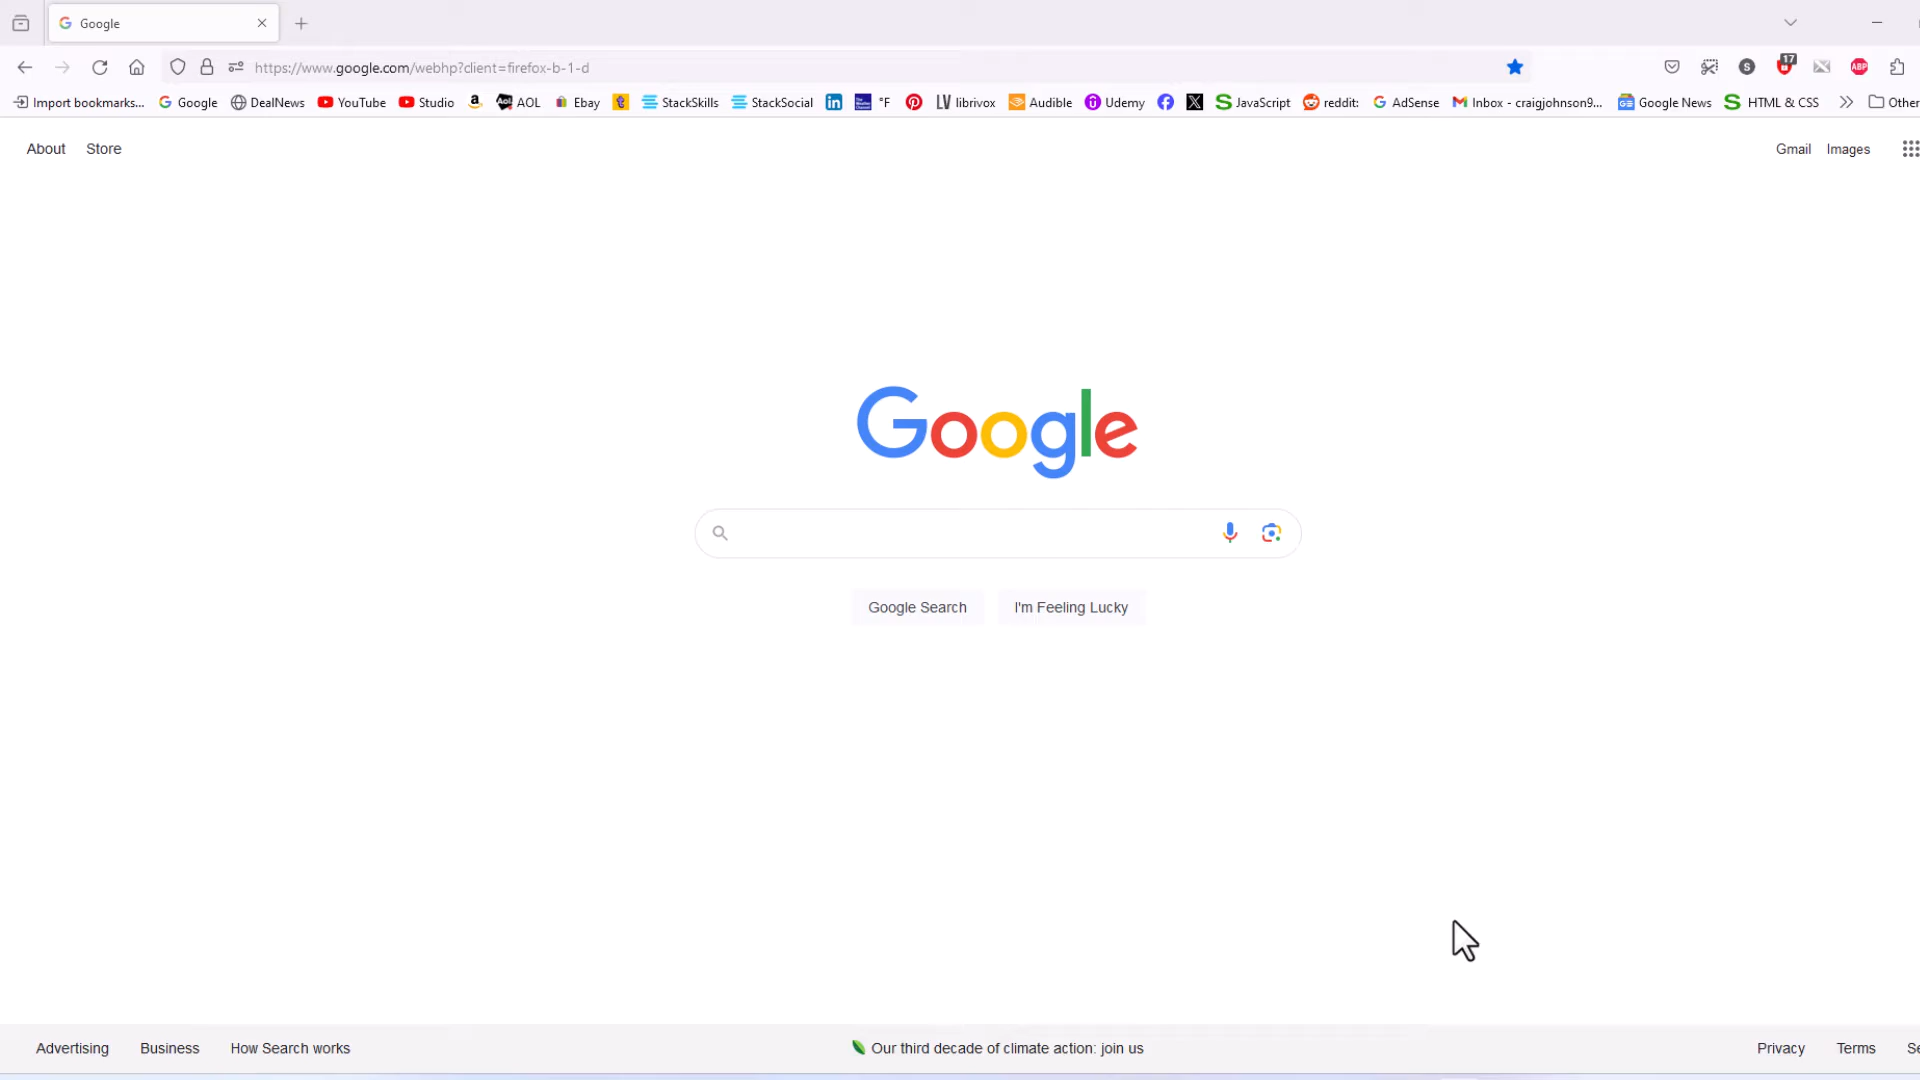 Google
https://www.google.com/webhp?client=firefox-b-1-d
17
S
ABP
Import bookmarks... Google DealNews YouTube Studio a AOL Ebay t StackSkills StackSocial in °F LV librivox Audible Udemy X S JavaScript reddit: G AdSense Inbox - craigjohnson9... Google News S HTML & CSS Other
About Store
Gmail Images
Google
Google Search I'm Feeling Lucky
Advertising Business How Search works
Our third decade of climate action: join us
Privacy Terms Se